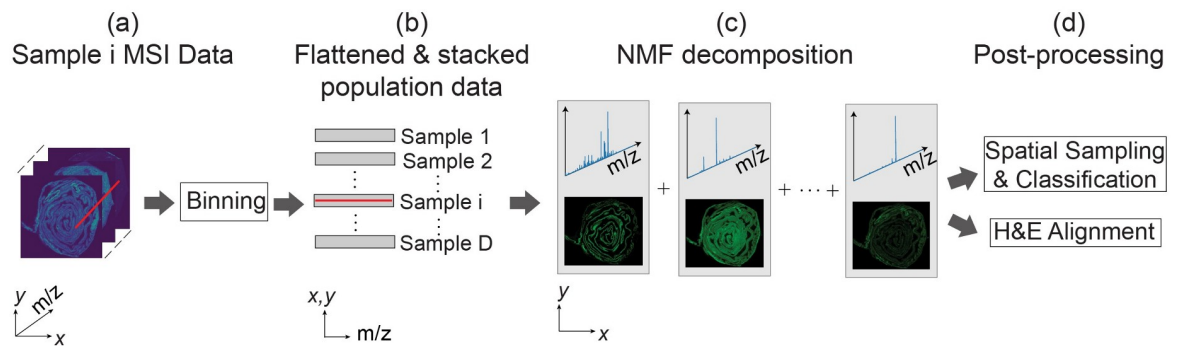 (a)
Sample i MSI Data
Binning
y
m/z
x
(b)
Flattened & stacked
population data
Sample 1
Sample 2
Sample i
Sample D
x,y
m/z
(c)
NMF decomposition
m/z
+
m/z
+ ··· +
m/z
y
x
(d)
Post-processing
Spatial Sampling
& Classification
H&E Alignment